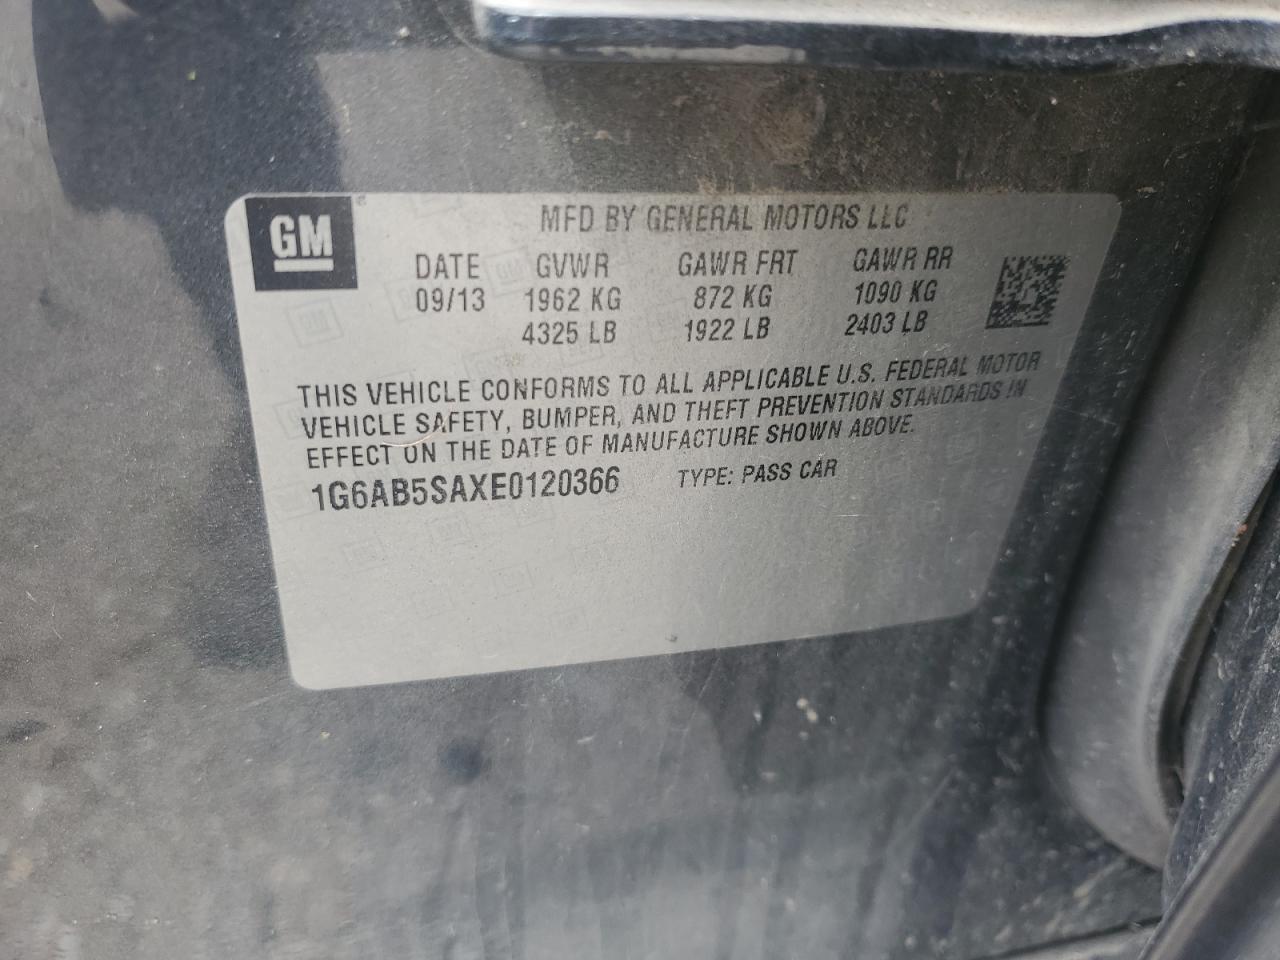 GM
MFD BY GENERAL MOTORS LLC
DATE GVWR GAWR FRT GAWR RR
09/13 1962 KG 872 KG 1090 KG
4325 LB 1922 LB 2403 LB
THIS VEHICLE CONFORMS TO ALL APPLICABLE U.S. FEDERAL MOTOR
VEHICLE SAFETY, BUMPER, AND THEFT PREVENTION STANDARDS IN
EFFECT ON THE DATE OF MANUFACTURE SHOWN ABOVE.
1G6AB5SAXE0120366 TYPE: PASS CAR